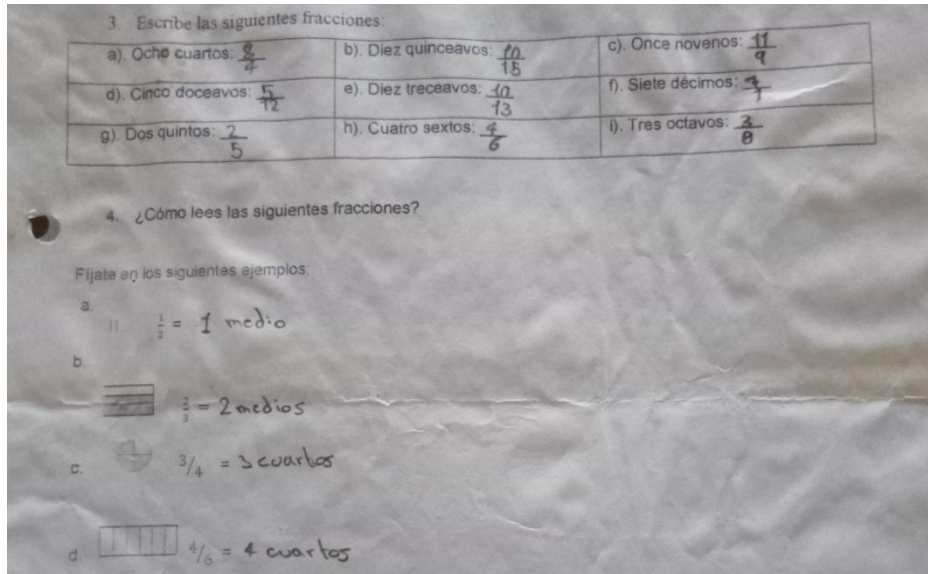 3. Escribe las siguientes fracciones:
a). Ocho cuartos: 8/4 b). Diez quinceavos: 10/15 c). Once novenos: 11/9
d). Cinco doceavos: 5/12 e). Diez treceavos: 10/13 f). Siete décimos:
g). Dos quintos: 2/5 h). Cuatro sextos: 4/6 i). Tres octavos: 3/8
4. ¿Cómo lees las siguientes fracciones?
Fíjate en los siguientes ejemplos:
a. 1/2 = 1 medio
b. 2/3 = 2 medios
c. 3/4 = 3 cuartos
d. 4/6 = 4 cuartos